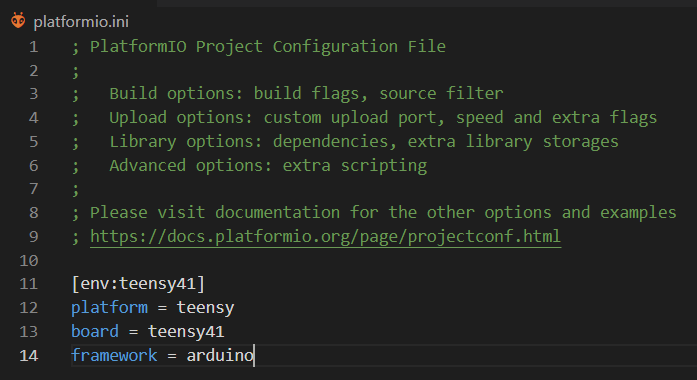 platformio.ini
1 ; PlatformIO Project Configuration File
2 ;
3 ;   Build options: build flags, source filter
4 ;   Upload options: custom upload port, speed and extra flags
5 ;   Library options: dependencies, extra library storages
6 ;   Advanced options: extra scripting
7 ;
8 ; Please visit documentation for the other options and examples
9 ; https://docs.platformio.org/page/projectconf.html
10
11 [env:teensy41]
12 platform = teensy
13 board = teensy41
14 framework = arduino